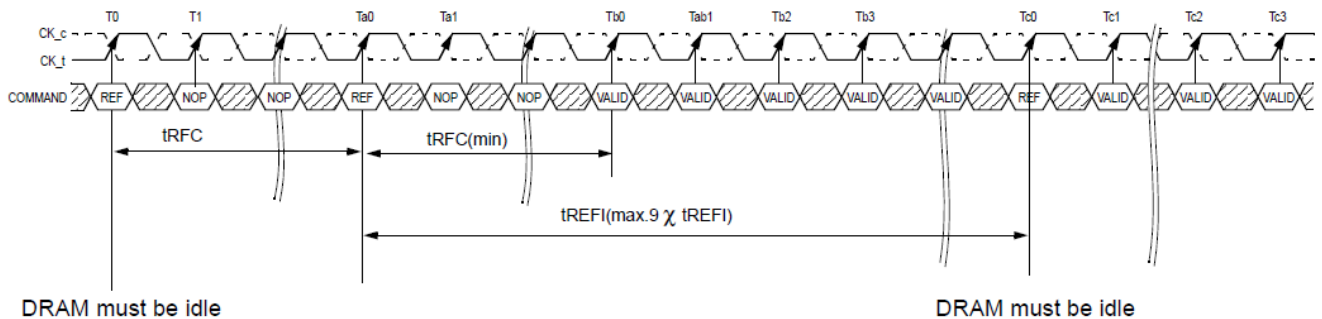 T0 T1 Ta0 Ta1 Tb0 Tab1 Tb2 Tb3 Tc0 Tc1 Tc2 Tc3
CK_c
CK_t
COMMAND REF NOP NOP REF NOP NOP VALID VALID VALID VALID VALID REF VALID VALID VALID
tRFC tRFC(min)
tREFI(max.9 χ tREFI)
DRAM must be idle DRAM must be idle